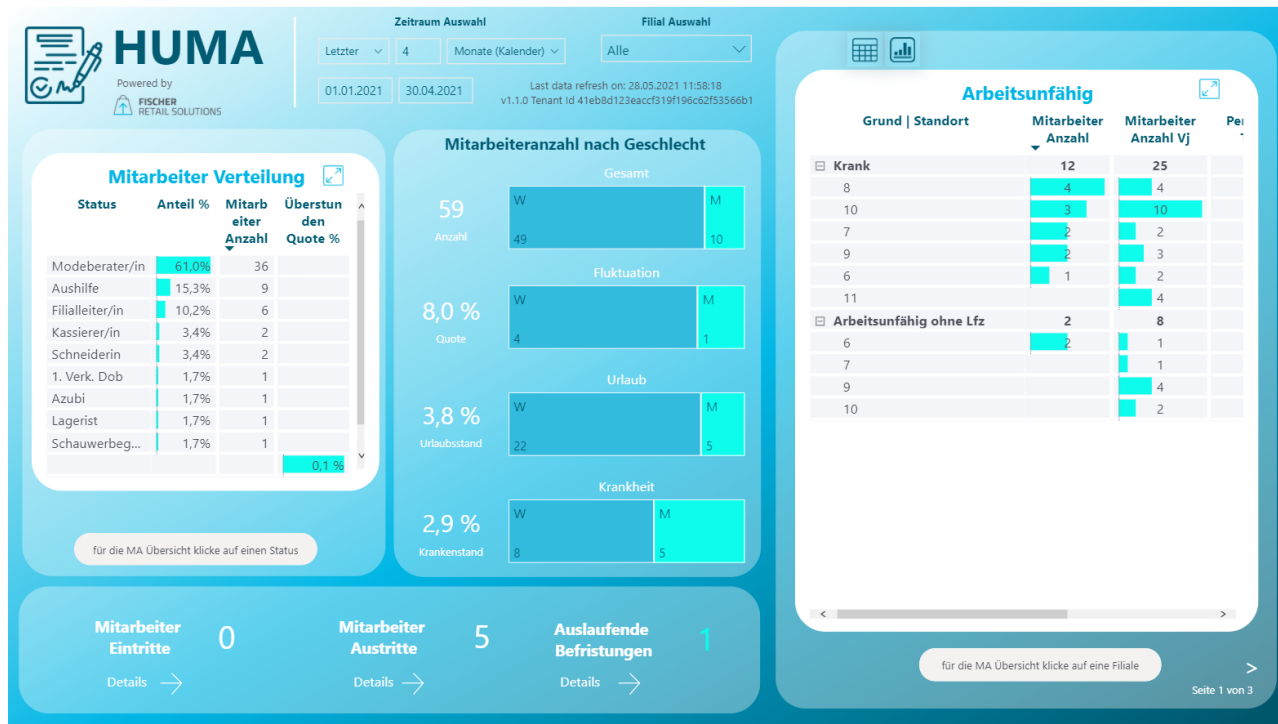 HUMA
Powered by
FISCHER
RETAIL SOLUTIONS
Zeitraum Auswahl
Letzter 4 Monate (Kalender)
01.01.2021 30.04.2021
Filial Auswahl
Alle
Last data refresh on: 28.05.2021 11:58:18
v1.1.0 Tenant Id 41eb8d123eaccf319f196c62f53566b1
Mitarbeiter Verteilung
Status Anteil % Mitarb Überstun
eiter den
Anzahl Quote %
Modeberater/in 61,0% 36
Aushilfe 15,3% 9
Filialleiter/in 10,2% 6
Kassierer/in 3,4% 2
Schneiderin 3,4% 2
1. Verk. Dob 1,7% 1
Azubi 1,7% 1
Lagerist 1,7% 1
Schauwerbeg... 1,7% 1
0,1 %
für die MA Übersicht klicke auf einen Status
Mitarbeiteranzahl nach Geschlecht
Gesamt
59
Anzahl
W M
49 10
Fluktuation
8,0 %
Quote
W M
4 1
Urlaub
3,8 %
Urlaubsstand
W M
22 5
Krankheit
2,9 %
Krankenstand
W M
8 5
Mitarbeiter
Eintritte
0
Details
Mitarbeiter
Austritte
5
Details
Auslaufende
Befristungen
1
Details
Arbeitsunfähig
Grund | Standort Mitarbeiter Mitarbeiter
Anzahl Anzahl Vj
Krank 12 25
8 4 4
10 3 10
7 2 2
9 2 3
6 1 2
11 4
Arbeitsunfähig ohne Lfz 2 8
6 2 1
7 1
9 4
10 2
für die MA Übersicht klicke auf eine Filiale
>
Seite 1 von 3